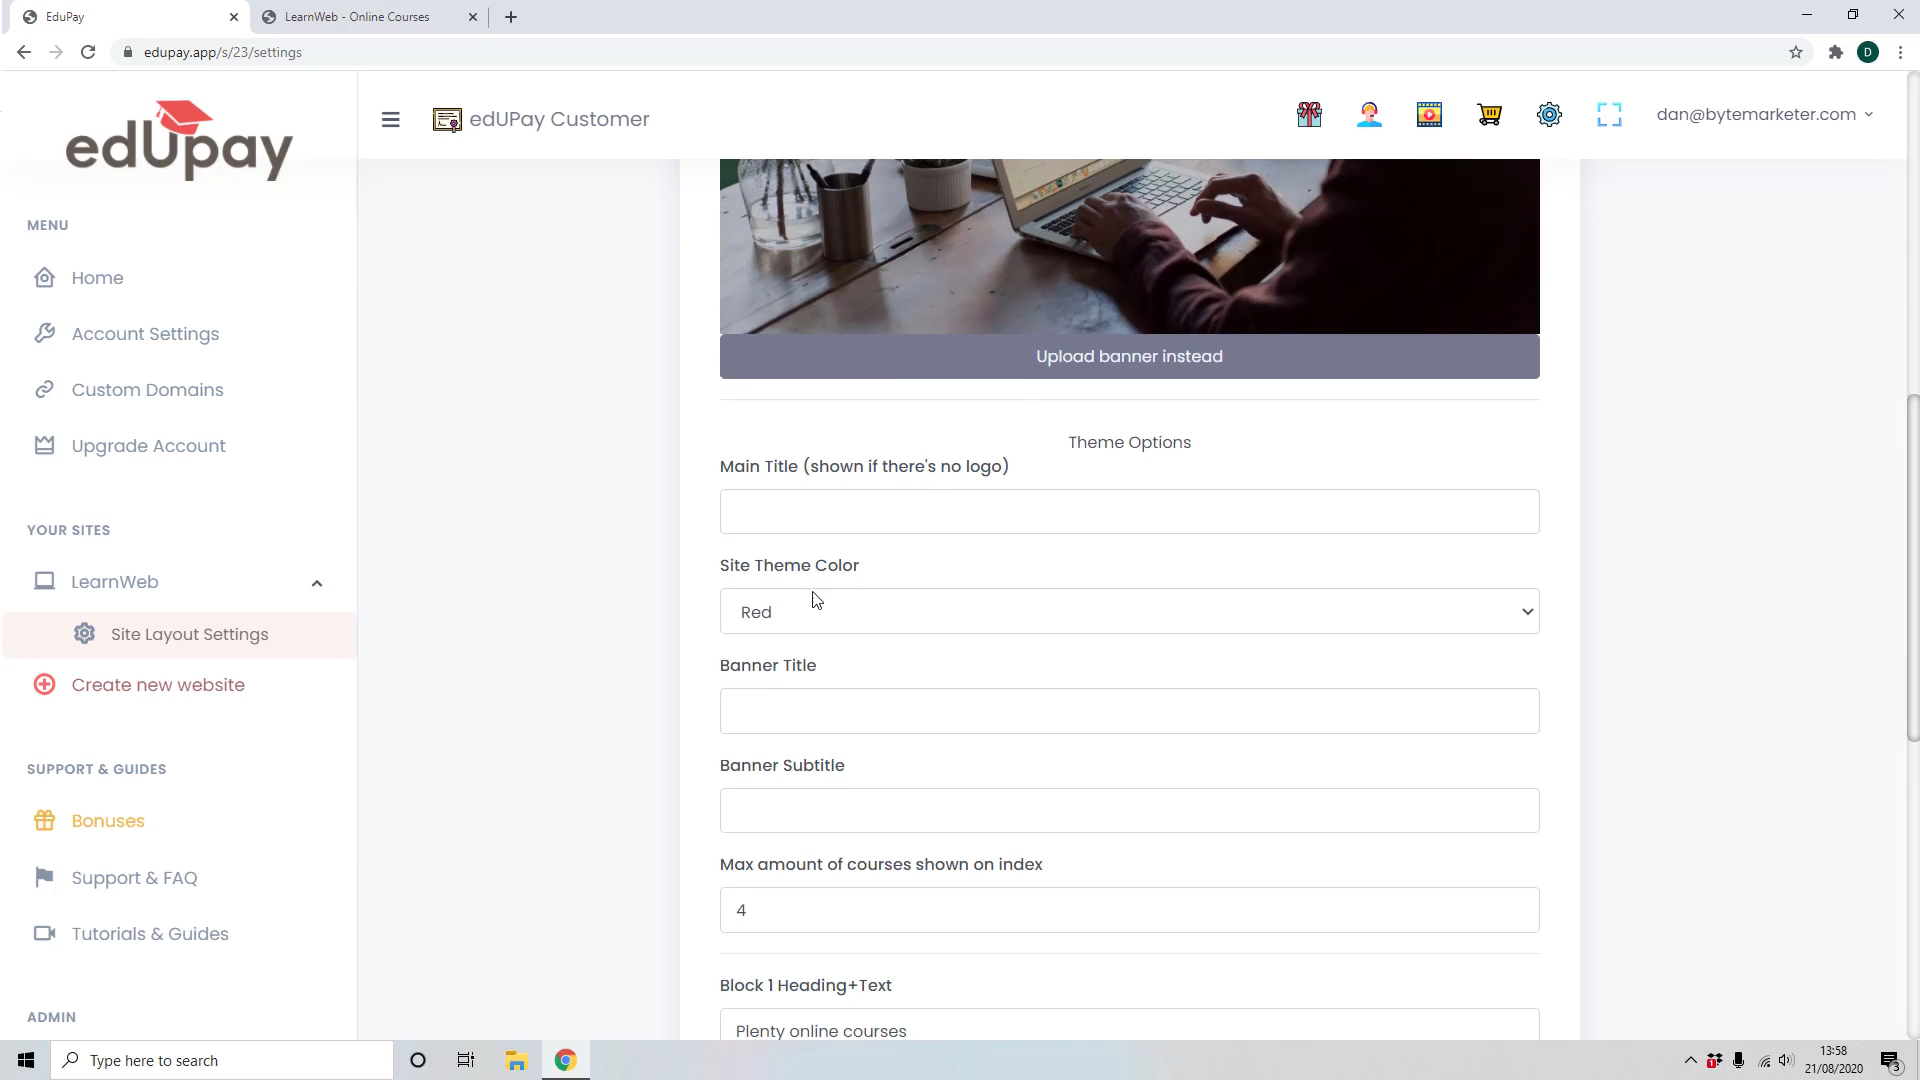 EduPay
LearnWeb - Online Courses
edupay.app/s/23/settings
D
edUpay
edUPay Customer
dan@bytemarketer.com
MENU
Home
Account Settings
Custom Domains
Upgrade Account
YOUR SITES
LearnWeb
Site Layout Settings
Create new website
SUPPORT & GUIDES
Bonuses
Support & FAQ
Tutorials & Guides
ADMIN
Upload banner instead
Theme Options
Main Title (shown if there's no logo)
Site Theme Color
Red
Banner Title
Banner Subtitle
Max amount of courses shown on index
4
Block 1 Heading+Text
Plenty online courses
Type here to search
1
13:58
21/08/2020
3